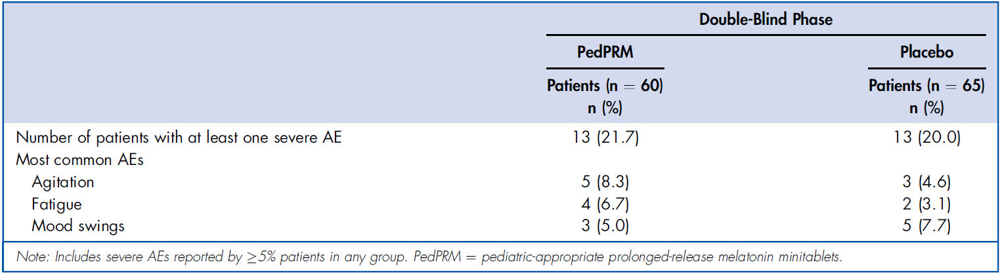 Double-Blind Phase
PedPRM Placebo
Patients (n = 60) Patients (n = 65)
n (%) n (%)
Number of patients with at least one severe AE 13 (21.7) 13 (20.0)
Most common AEs
Agitation 5 (8.3) 3 (4.6)
Fatigue 4 (6.7) 2 (3.1)
Mood swings 3 (5.0) 5 (7.7)
Note: Includes severe AEs reported by ≥5% patients in any group. PedPRM = pediatric-appropriate prolonged-release melatonin minitablets.